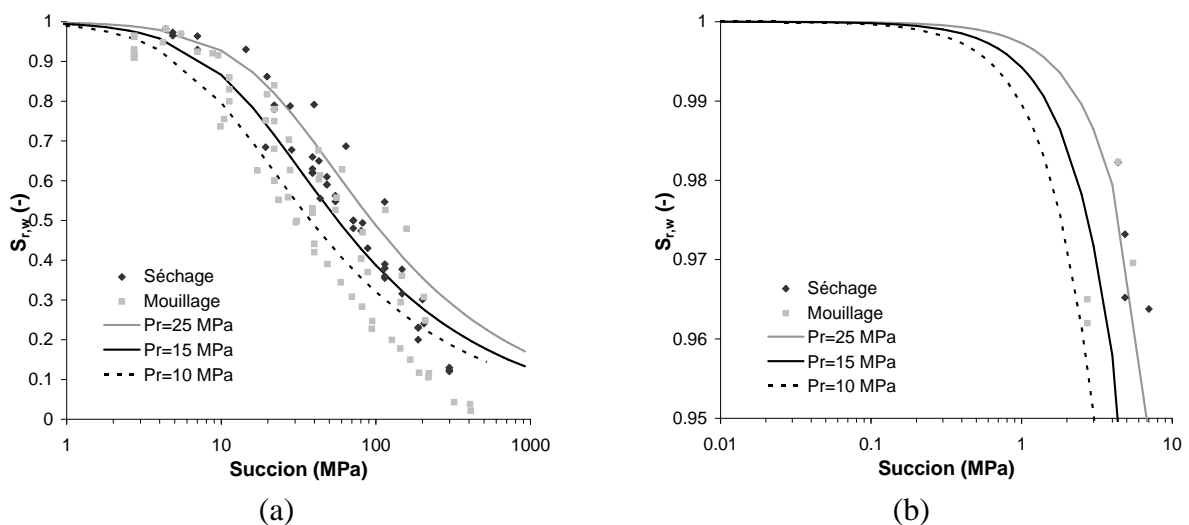 1
0.9
0.8
0.7
0.6
0.5
0.4
0.3
0.2
0.1
0
S_r,w (-)
Séchage
Mouillage
Pr=25 MPa
Pr=15 MPa
Pr=10 MPa
1 10 100 1000
Succion (MPa)
(a)
1
0.99
0.98
0.97
0.96
0.95
S_r,w (-)
Séchage
Mouillage
Pr=25 MPa
Pr=15 MPa
Pr=10 MPa
0.01 0.1 1 10
Succion (MPa)
(b)